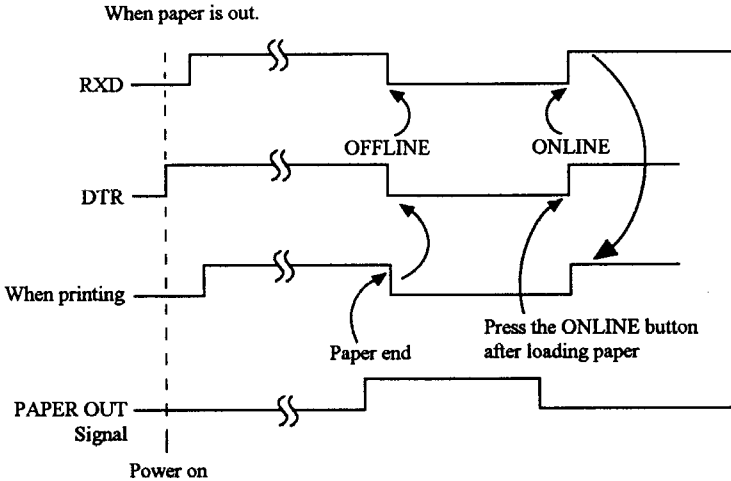 When paper is out.
RXD
OFFLINE
ONLINE
DTR
When printing
Paper end
Press the ONLINE button
after loading paper
PAPER OUT
Signal
Power on